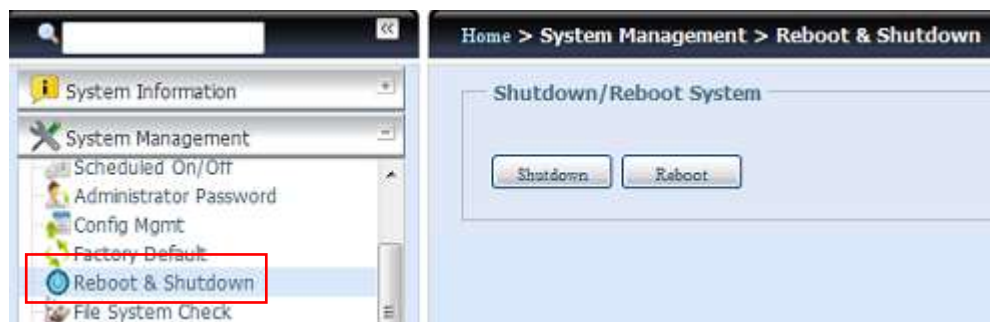 Home > System Management > Reboot & Shutdown
System Information
System Management
Scheduled On/Off
Administrator Password
Config Mgmt
Factory Default
Reboot & Shutdown
File System Check
Shutdown/Reboot System
Shutdown Reboot